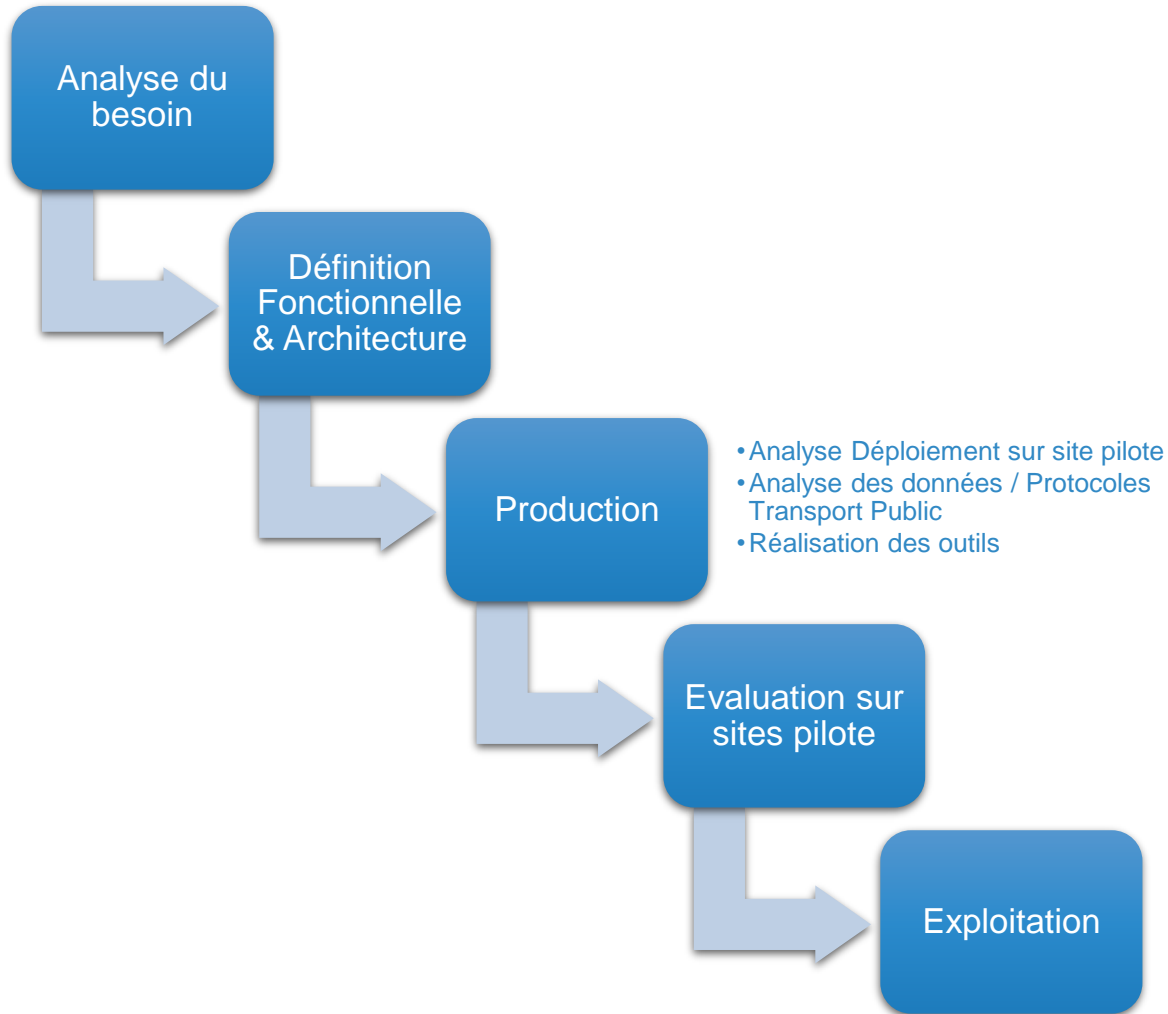 Analyse du
besoin
Définition
Fonctionnelle
& Architecture
Production
•Analyse Déploiement sur site pilote
•Analyse des données / Protocoles
Transport Public
•Réalisation des outils
Evaluation sur
sites pilote
Exploitation